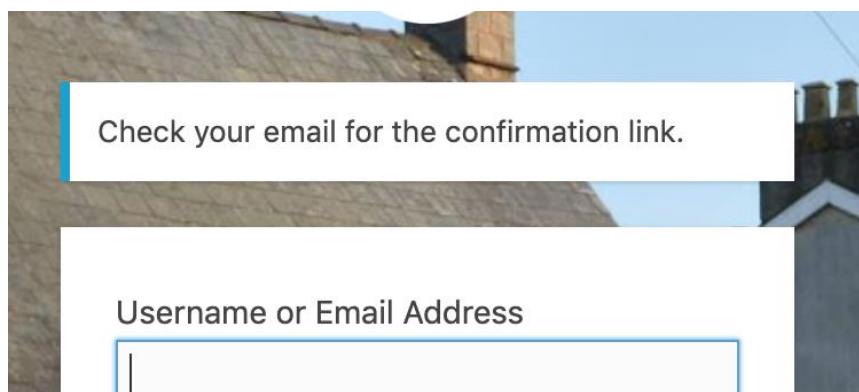 Check your email for the confirmation link.
Username or Email Address